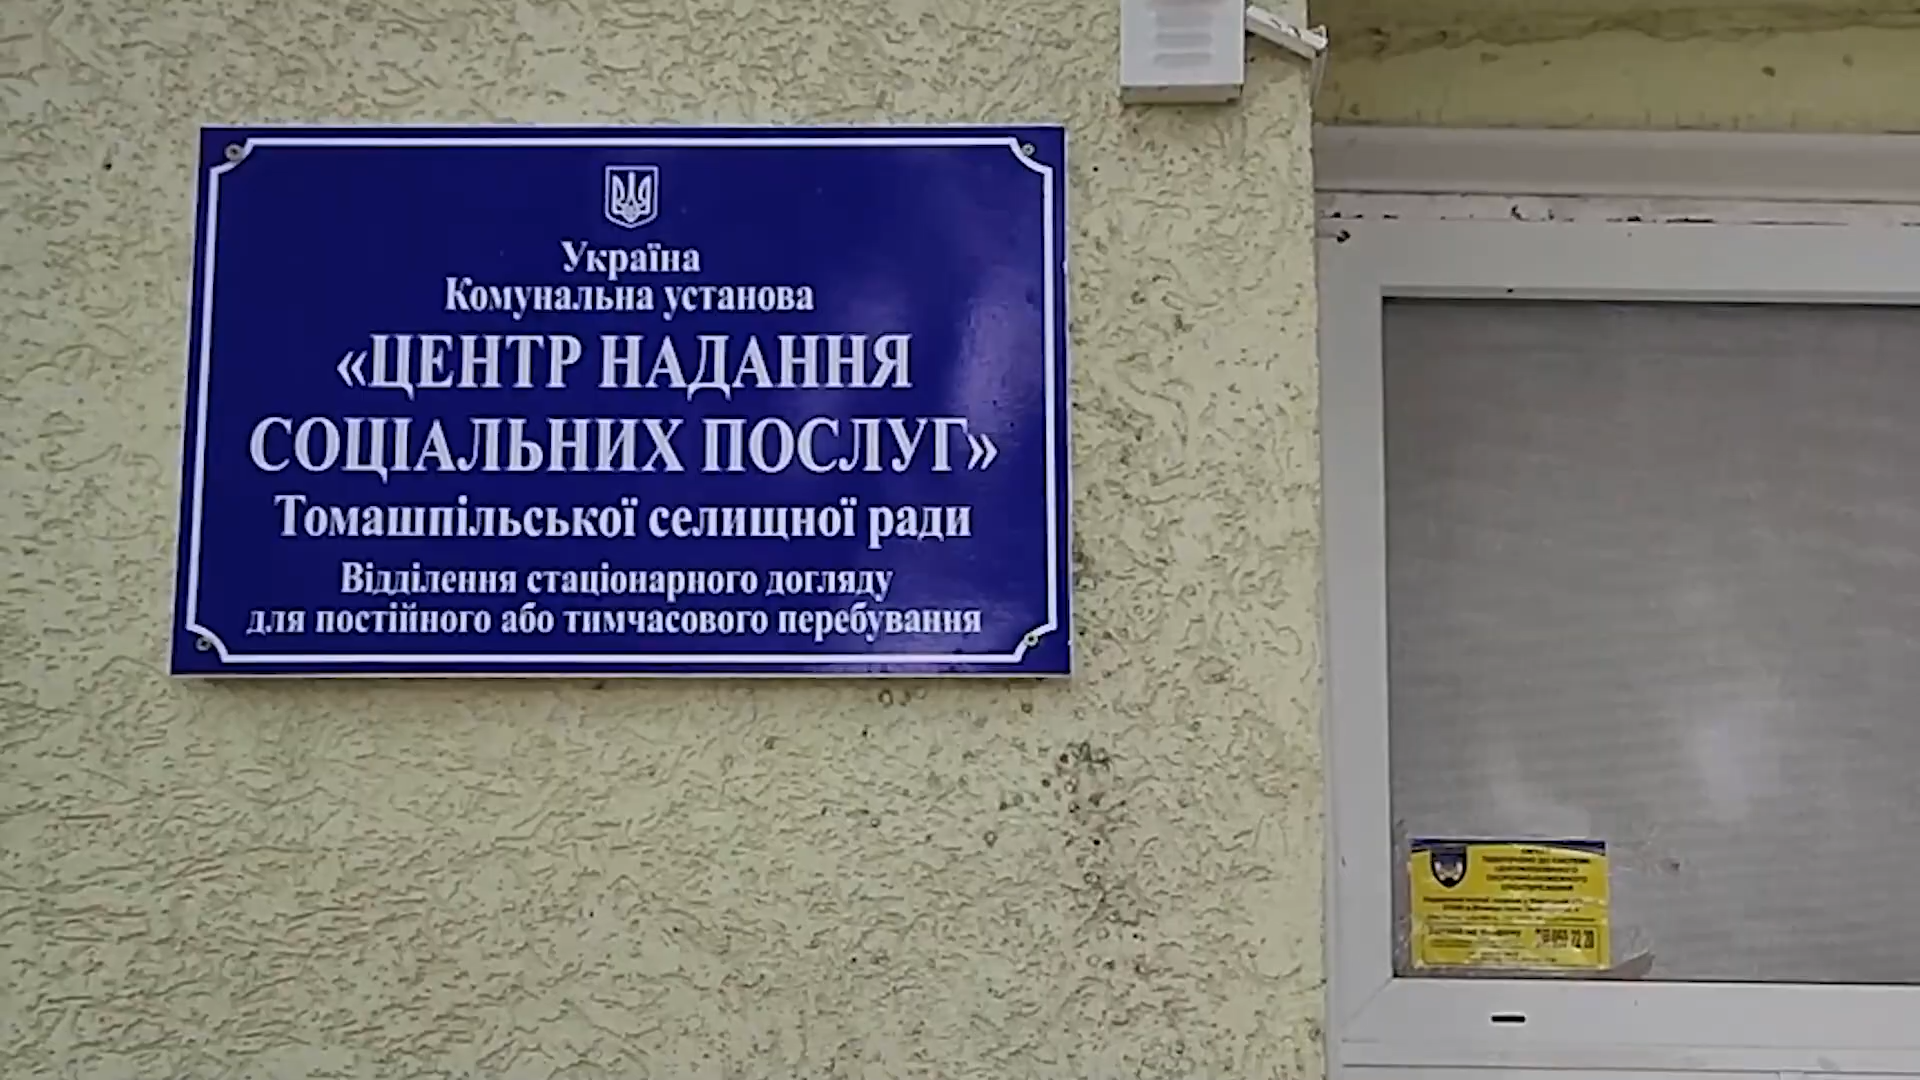 Україна
Комунальна установа
«ЦЕНТР НАДАННЯ
СОЦІАЛЬНИХ ПОСЛУГ»
Томашпільської селищної ради
Відділення стаціонарного догляду
для постійного або тимчасового перебування